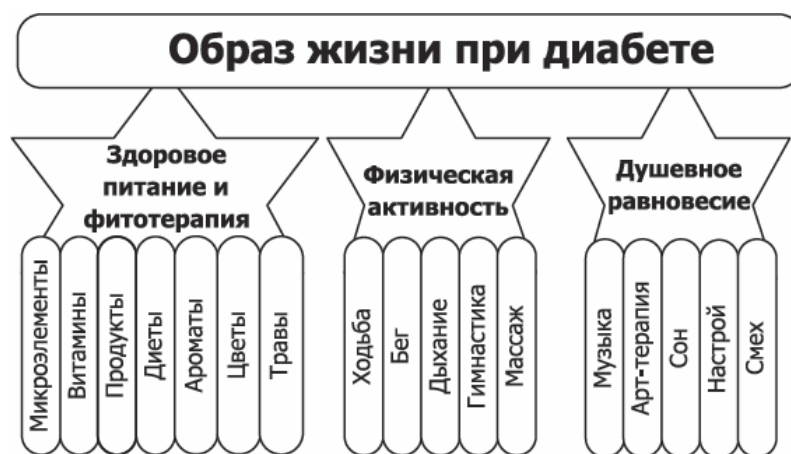 Образ жизни при диабете
Здоровое
питание и
фитотерапия
Физическая
активность
Душевное
равновесие
Микроэлементы
Витамины
Продукты
Диеты
Ароматы
Цветы
Травы
Ходьба
Бег
Дыхание
Гимнастика
Массаж
Музыка
Арт-терапия
Сон
Настрой
Смех